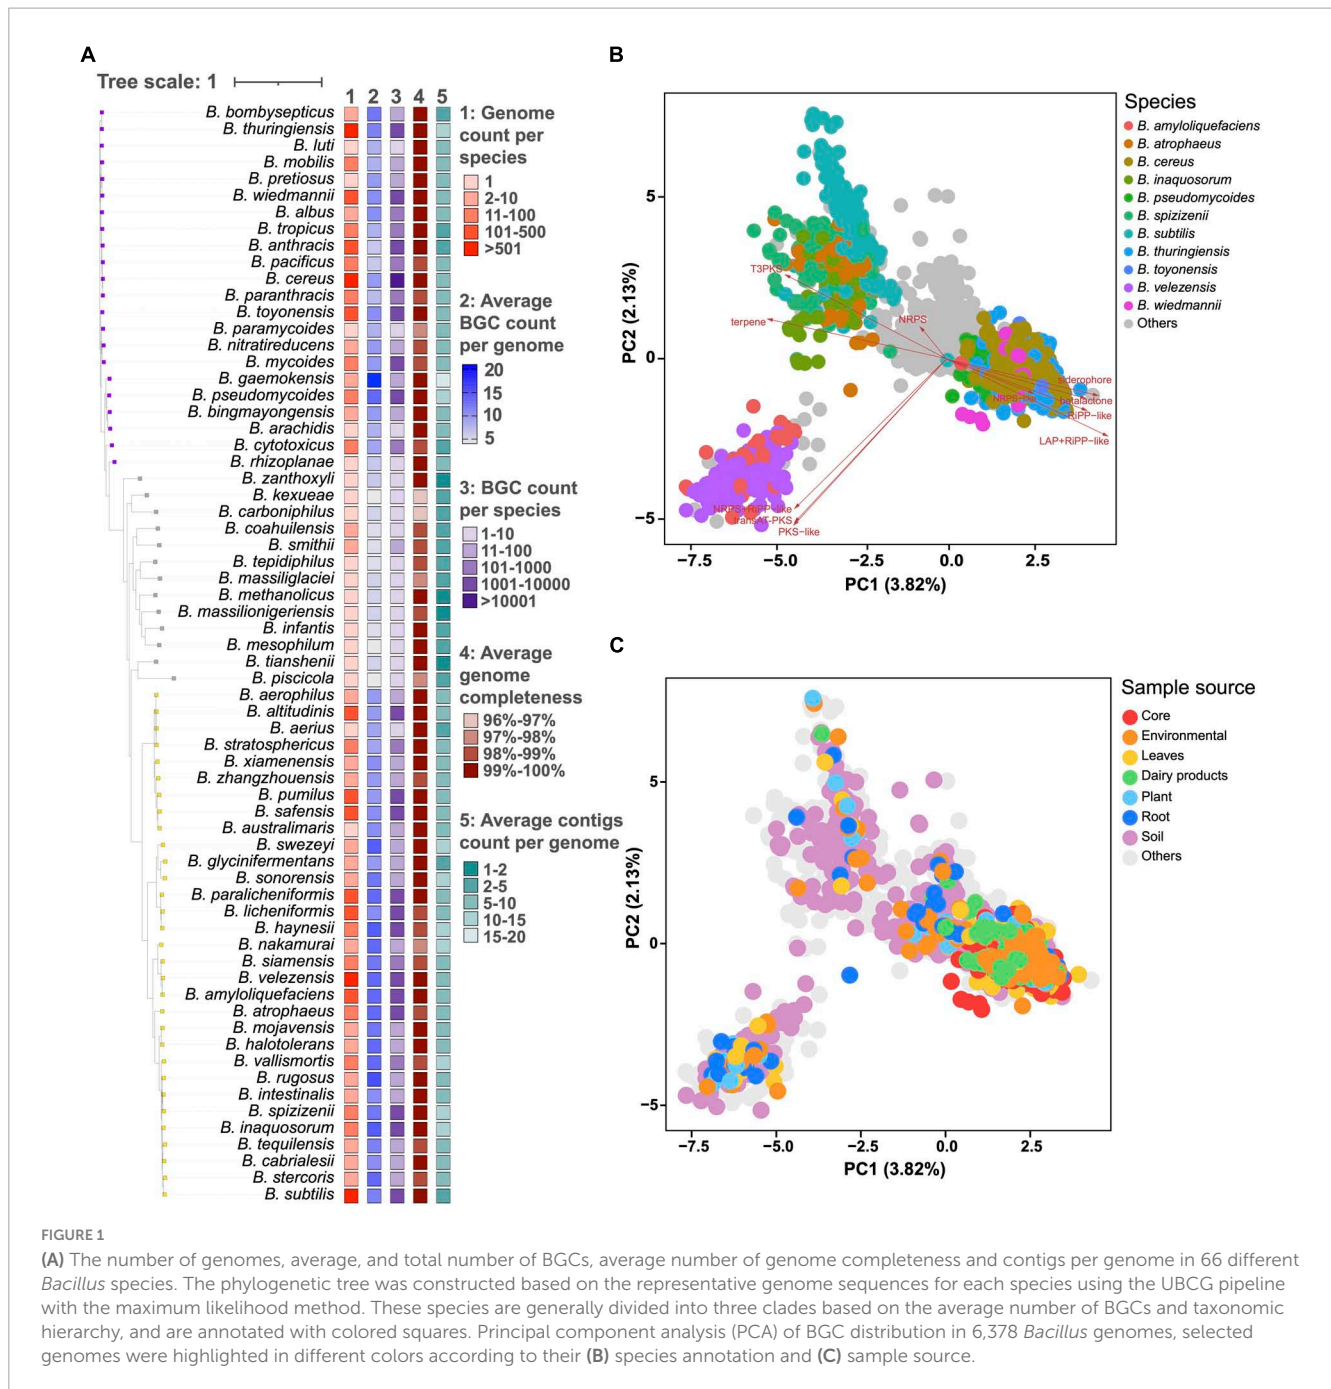 A
Tree scale: 1
1 2 3 4 5
B. bombysepticus
B. thuringiensis
B. luti
B. mobilis
B. pretiosus
B. wiedmannii
B. albus
B. tropicus
B. anthracis
B. pacificus
B. cereus
B. paranthracis
B. toyonensis
B. paramycoides
B. nitratireducens
B. mycoides
B. gaemokensis
B. pseudomycoides
B. bingmayongensis
B. arachidis
B. cytotoxicus
B. rhizoplanae
B. zanthoxyli
B. kexueae
B. carboniphilus
B. coahuilensis
B. smithii
B. tepidiphilus
B. massiliglaciei
B. methanolicus
B. massilionigeriensis
B. infantis
B. mesophilum
B. tianshenii
B. piscicola
B. aerophilus
B. altitudinis
B. aerius
B. stratosphericus
B. xiamenensis
B. zhangzhouensis
B. pumilus
B. safensis
B. australimaris
B. swezeyi
B. glycinifermentans
B. sonorensis
B. paralicheniformis
B. licheniformis
B. haynesii
B. nakamurai
B. siamensis
B. velezensis
B. amyloliquefaciens
B. atrophaeus
B. mojavensis
B. halotolerans
B. vallismortis
B. rugosus
B. intestinalis
B. spizizenii
B. inaquosorum
B. tequilensis
B. cabrialesii
B. stercoris
B. subtilis
1: Genome
count per
species
1
2-10
11-100
101-500
>501
2: Average
BGC count
per genome
20
15
10
5
3: BGC count
per species
1-10
11-100
101-1000
1001-10000
>10001
4: Average
genome
completeness
96%-97%
97%-98%
98%-99%
99%-100%
5: Average contigs
count per genome
1-2
2-5
5-10
10-15
15-20
B
PC2 (2.13%)
5
0
−5
T3PKS
terpene
NRPS
siderophore
NRPS−like
betalactone
RiPP−like
LAP+RiPP−like
NRPS+RiPP−like
transAT-PKS
PKS−like
−7.5 −5.0 −2.5 0.0 2.5
PC1 (3.82%)
Species
B. amyloliquefaciens
B. atrophaeus
B. cereus
B. inaquosorum
B. pseudomycoides
B. spizizenii
B. subtilis
B. thuringiensis
B. toyonensis
B. velezensis
B. wiedmannii
Others
C
PC2 (2.13%)
5
0
−5
−7.5 −5.0 −2.5 0.0 2.5
PC1 (3.82%)
Sample source
Core
Environmental
Leaves
Dairy products
Plant
Root
Soil
Others
FIGURE 1
(A) The number of genomes, average, and total number of BGCs, average number of genome completeness and contigs per genome in 66 different
Bacillus species. The phylogenetic tree was constructed based on the representative genome sequences for each species using the UBCG pipeline
with the maximum likelihood method. These species are generally divided into three clades based on the average number of BGCs and taxonomic
hierarchy, and are annotated with colored squares. Principal component analysis (PCA) of BGC distribution in 6,378 Bacillus genomes, selected
genomes were highlighted in different colors according to their (B) species annotation and (C) sample source.